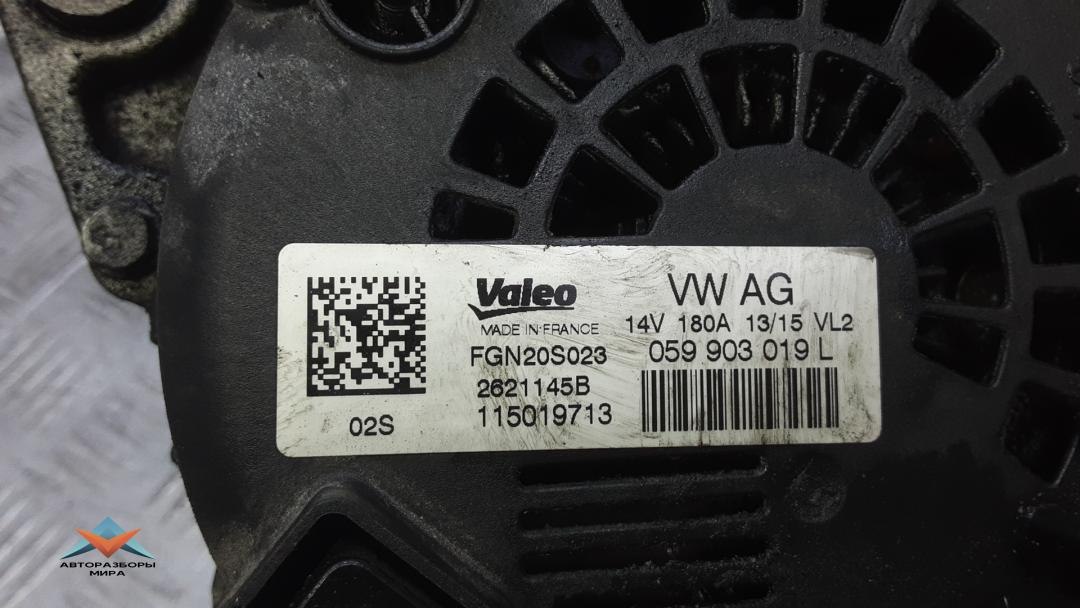 Valeo
MADE IN FRANCE
FGN20S023
2621145B
115019713
02S
VW AG
14V 180A 13/15 VL2
059 903 019 L
АВТОРАЗБОРЫ
МИРА